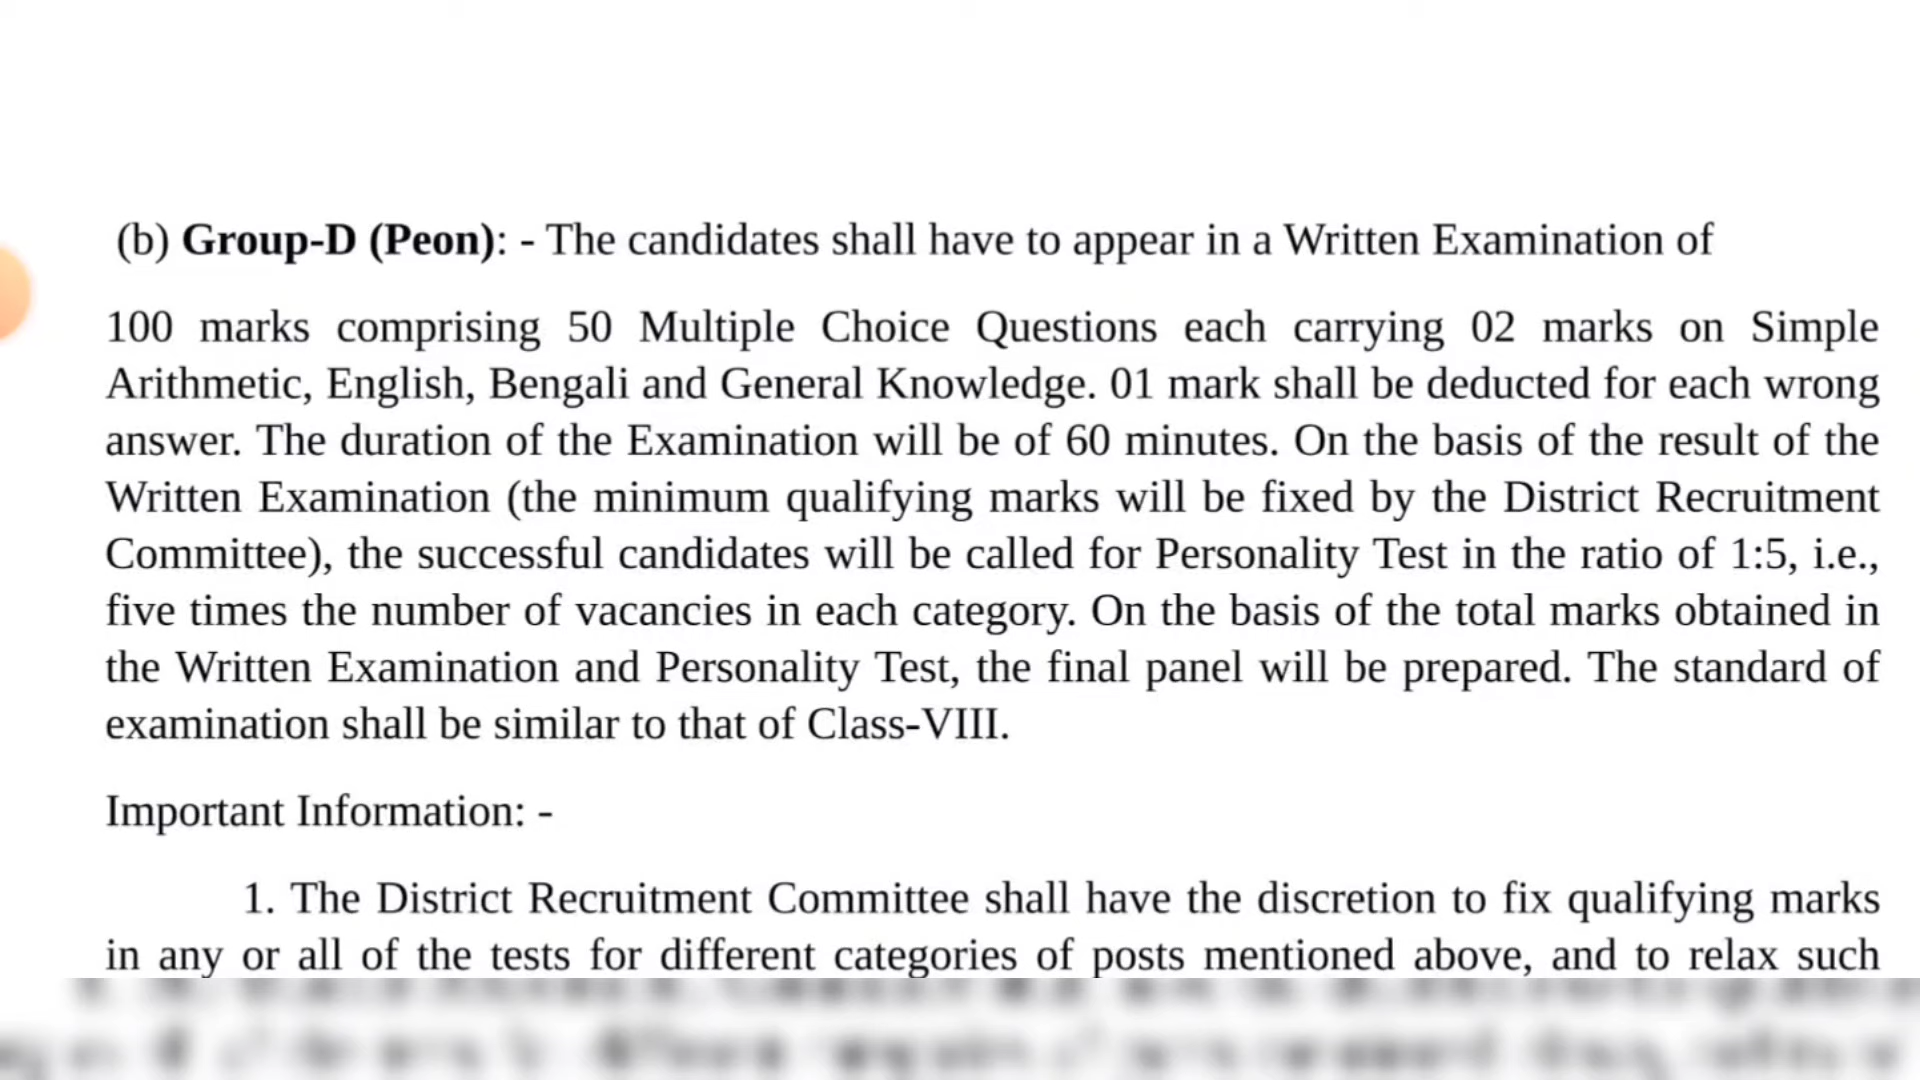 (b) Group-D (Peon): - The candidates shall have to appear in a Written Examination of
100 marks comprising 50 Multiple Choice Questions each carrying 02 marks on Simple
Arithmetic, English, Bengali and General Knowledge. 01 mark shall be deducted for each wrong
answer. The duration of the Examination will be of 60 minutes. On the basis of the result of the
Written Examination (the minimum qualifying marks will be fixed by the District Recruitment
Committee), the successful candidates will be called for Personality Test in the ratio of 1:5, i.e.,
five times the number of vacancies in each category. On the basis of the total marks obtained in
the Written Examination and Personality Test, the final panel will be prepared. The standard of
examination shall be similar to that of Class-VIII.
Important Information: -
1. The District Recruitment Committee shall have the discretion to fix qualifying marks
in any or all of the tests for different categories of posts mentioned above, and to relax such